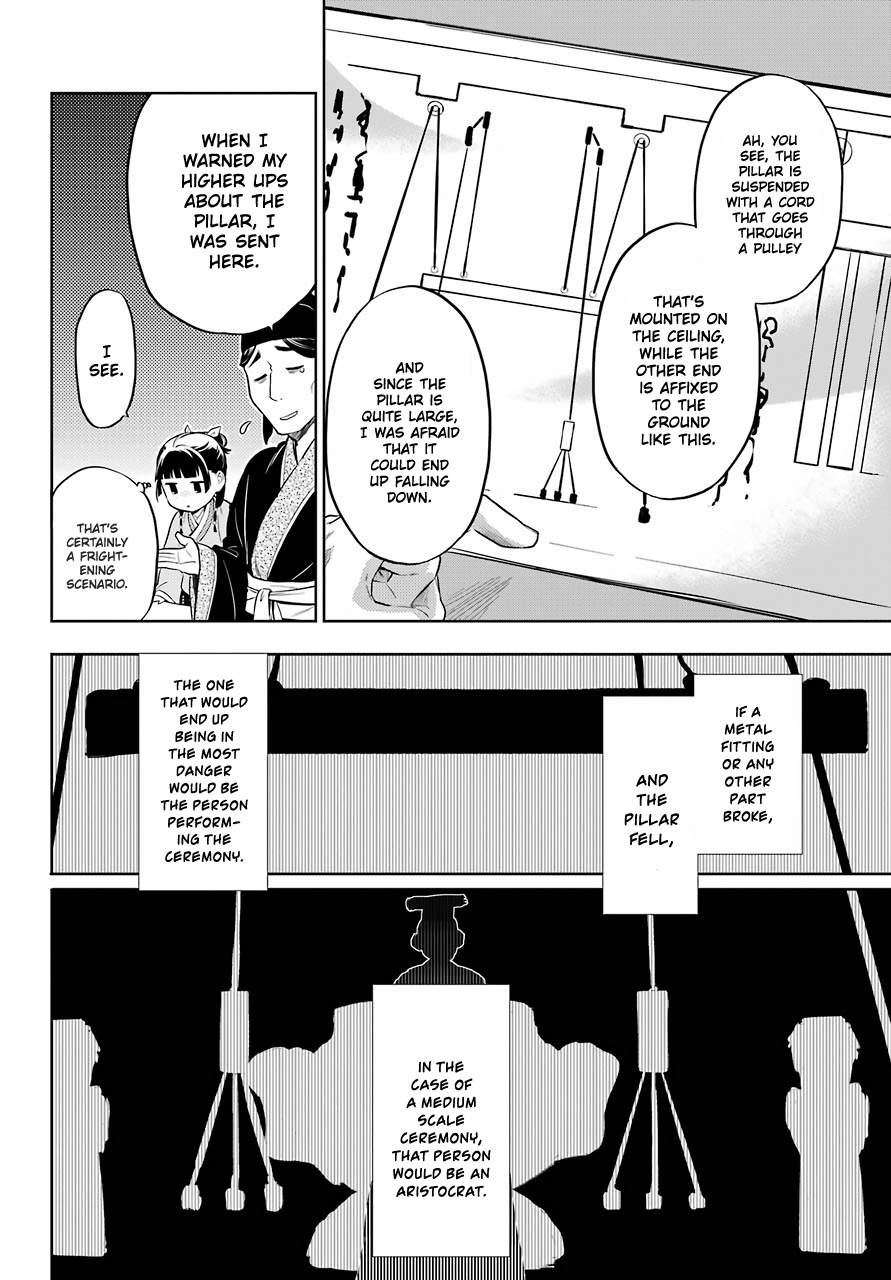 AH, YOU
SEE, THE
PILLAR IS
SUSPENDED
WITH A CORD
THAT GOES
THROUGH
A PULLEY
THAT'S
MOUNTED ON
THE CEILING,
WHILE THE
OTHER END
IS AFFIXED
TO THE
GROUND
LIKE THIS.
AND
SINCE THE
PILLAR IS
QUITE LARGE,
I WAS AFRAID
THAT IT
COULD END
UP FALLING
DOWN.
WHEN I
WARNED MY
HIGHER UPS
ABOUT THE
PILLAR, I
WAS SENT
HERE.
I
SEE.
THAT'S
CERTAINLY
A FRIGHT-
ENING
SCENARIO.
IF A
METAL
FITTING
OR ANY
OTHER
PART
BROKE,
AND
THE
PILLAR
FELL,
THE ONE
THAT WOULD
END UP
BEING IN
THE MOST
DANGER
WOULD BE
THE PERSON
PERFORM-
ING THE
CEREMONY.
IN THE
CASE OF
A MEDIUM
SCALE
CEREMONY,
THAT PERSON
WOULD BE AN
ARISTOCRAT.